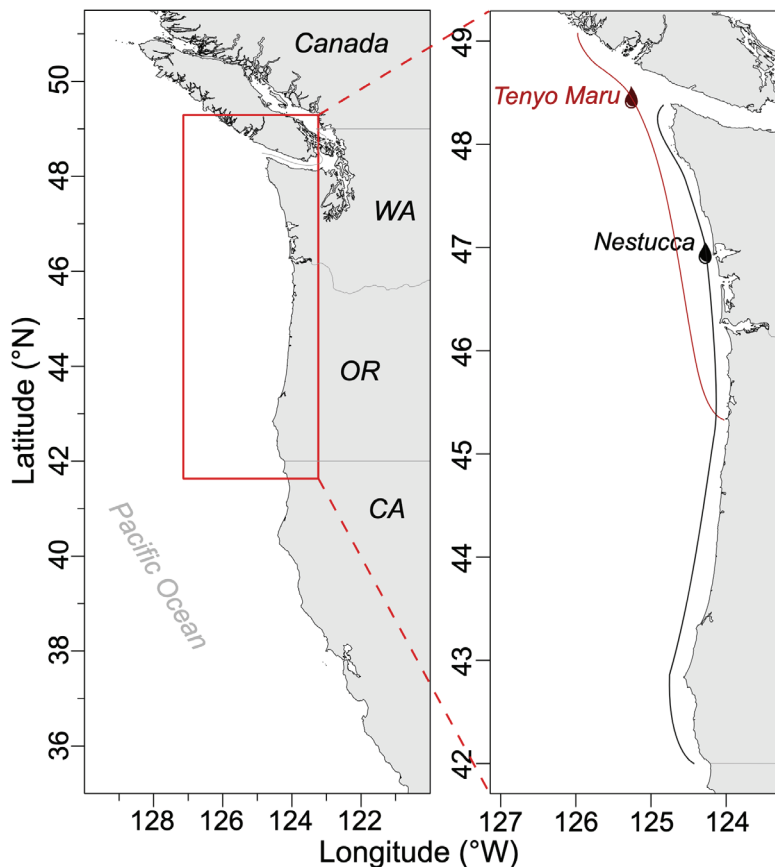 Canada
WA
OR
CA
Pacific Ocean
50
48
46
44
42
40
38
36
128
126
124
122
Latitude (°N)
Longitude (°W)
Tenyo Maru
Nestucca
49
48
47
46
45
44
43
42
127
126
125
124